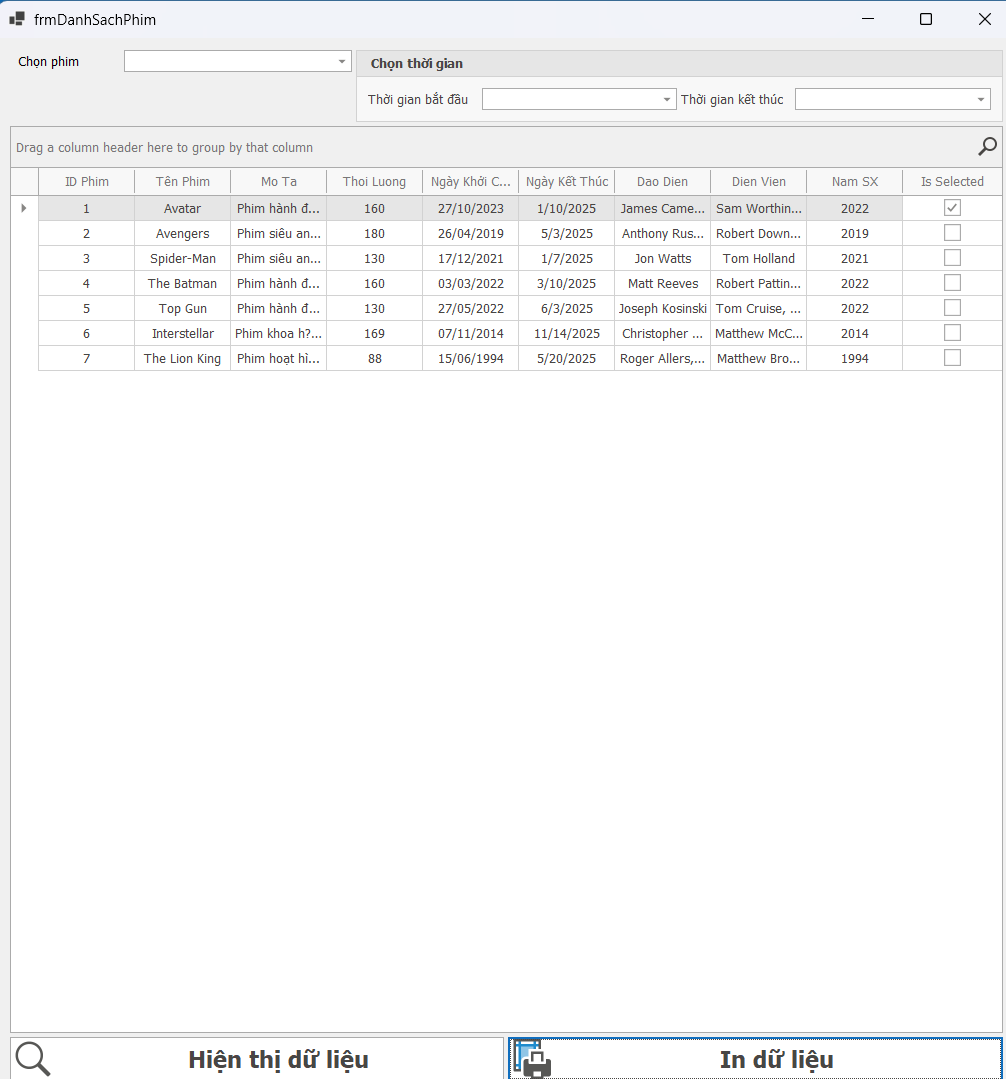 frmDanhSachPhim
Chọn phim
Chọn thời gian
Thời gian bắt đầu Thời gian kết thúc
Drag a column header here to group by that column
ID Phim Tên Phim Mo Ta Thoi Luong Ngày Khởi C... Ngày Kết Thúc Dao Dien Dien Vien Nam SX Is Selected
1 Avatar Phim hành đ... 160 27/10/2023 1/10/2025 James Came... Sam Worthin... 2022
2 Avengers Phim siêu an... 180 26/04/2019 5/3/2025 Anthony Rus... Robert Down... 2019
3 Spider-Man Phim siêu an... 130 17/12/2021 1/7/2025 Jon Watts Tom Holland 2021
4 The Batman Phim hành đ... 160 03/03/2022 3/10/2025 Matt Reeves Robert Pattin... 2022
5 Top Gun Phim hành đ... 130 27/05/2022 6/3/2025 Joseph Kosinski Tom Cruise, ... 2022
6 Interstellar Phim khoa h?... 169 07/11/2014 11/14/2025 Christopher ... Matthew McC... 2014
7 The Lion King Phim hoạt hì... 88 15/06/1994 5/20/2025 Roger Allers,... Matthew Bro... 1994
Hiện thị dữ liệu In dữ liệu